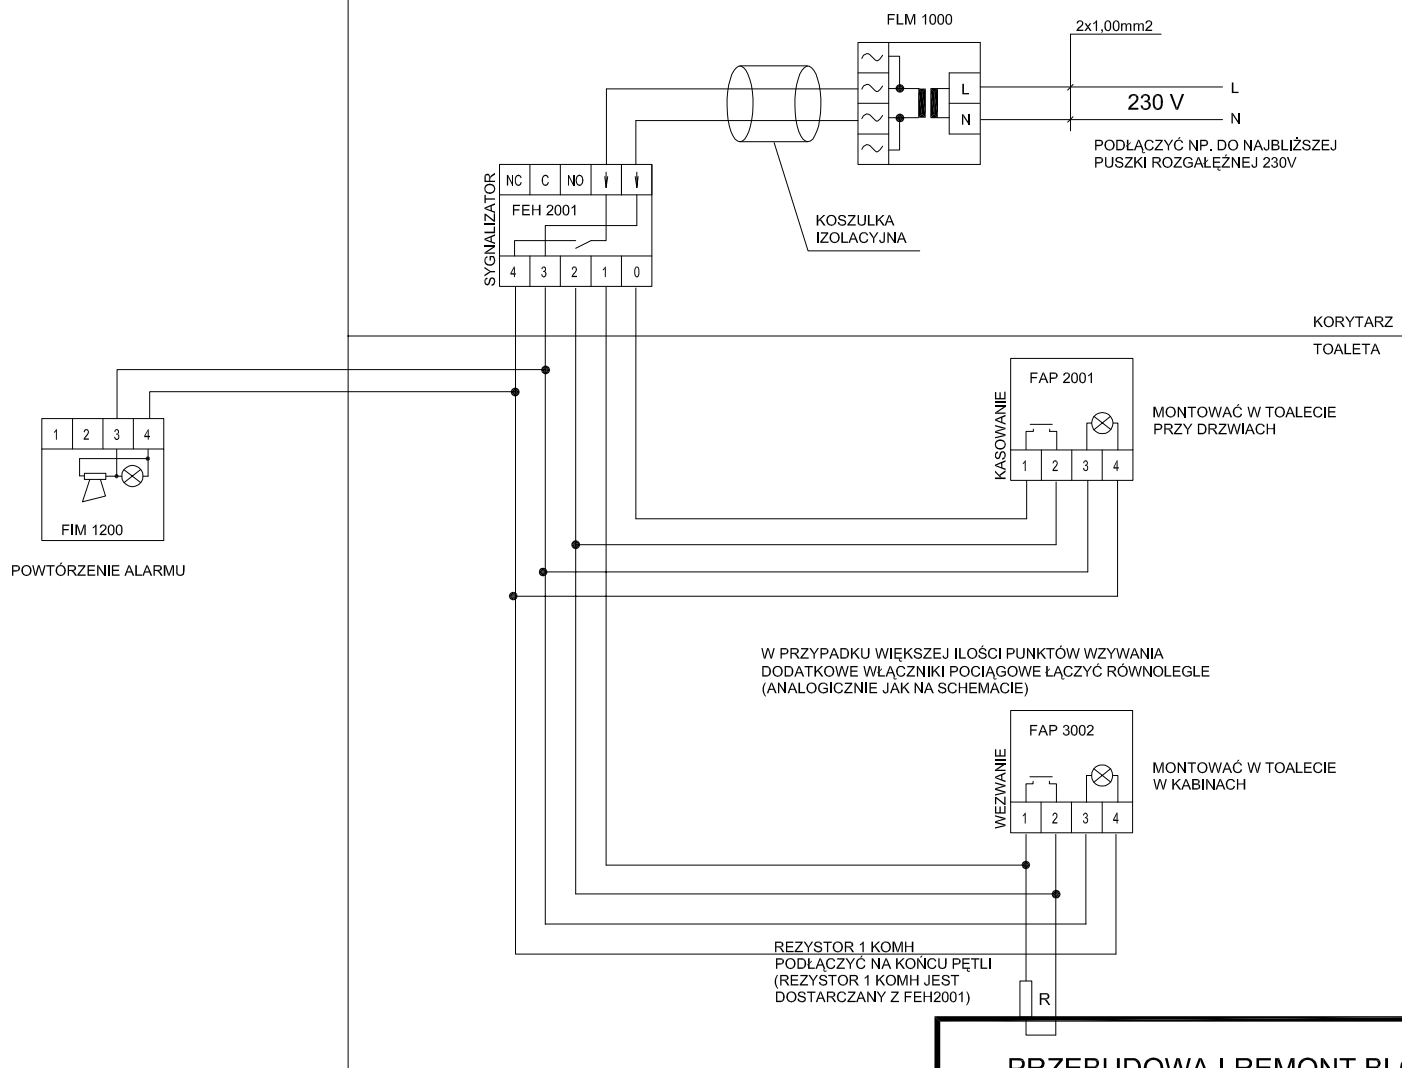 FLM 1000
2x1,00mm2
L
L
230 V
N
N
PODŁĄCZYĆ NP. DO NAJBLIŻSZEJ
PUSZKI ROZGAŁĘŹNEJ 230V
NC C NO
SYGNALIZATOR
FEH 2001
KOSZULKA
IZOLACYJNA
4 3 2 1 0
KORYTARZ
TOALETA
FAP 2001
KASOWANIE
MONTOWAĆ W TOALECIE
PRZY DRZWIACH
1 2 3 4
1 2 3 4
FIM 1200
POWTÓRZENIE ALARMU
W PRZYPADKU WIĘKSZEJ ILOŚCI PUNKTÓW WZYWANIA
DODATKOWE WŁĄCZNIKI POCIĄGOWE ŁĄCZYĆ RÓWNOLEGLE
(ANALOGICZNIE JAK NA SCHEMACIE)
FAP 3002
WEZWANIE
MONTOWAĆ W TOALECIE
W KABINACH
1 2 3 4
REZYSTOR 1 KOMH
PODŁĄCZYĆ NA KOŃCU PĘTLI
(REZYSTOR 1 KOMH JEST
DOSTARCZANY Z FEH2001)
R
PRZEBUDOWA I REMONT